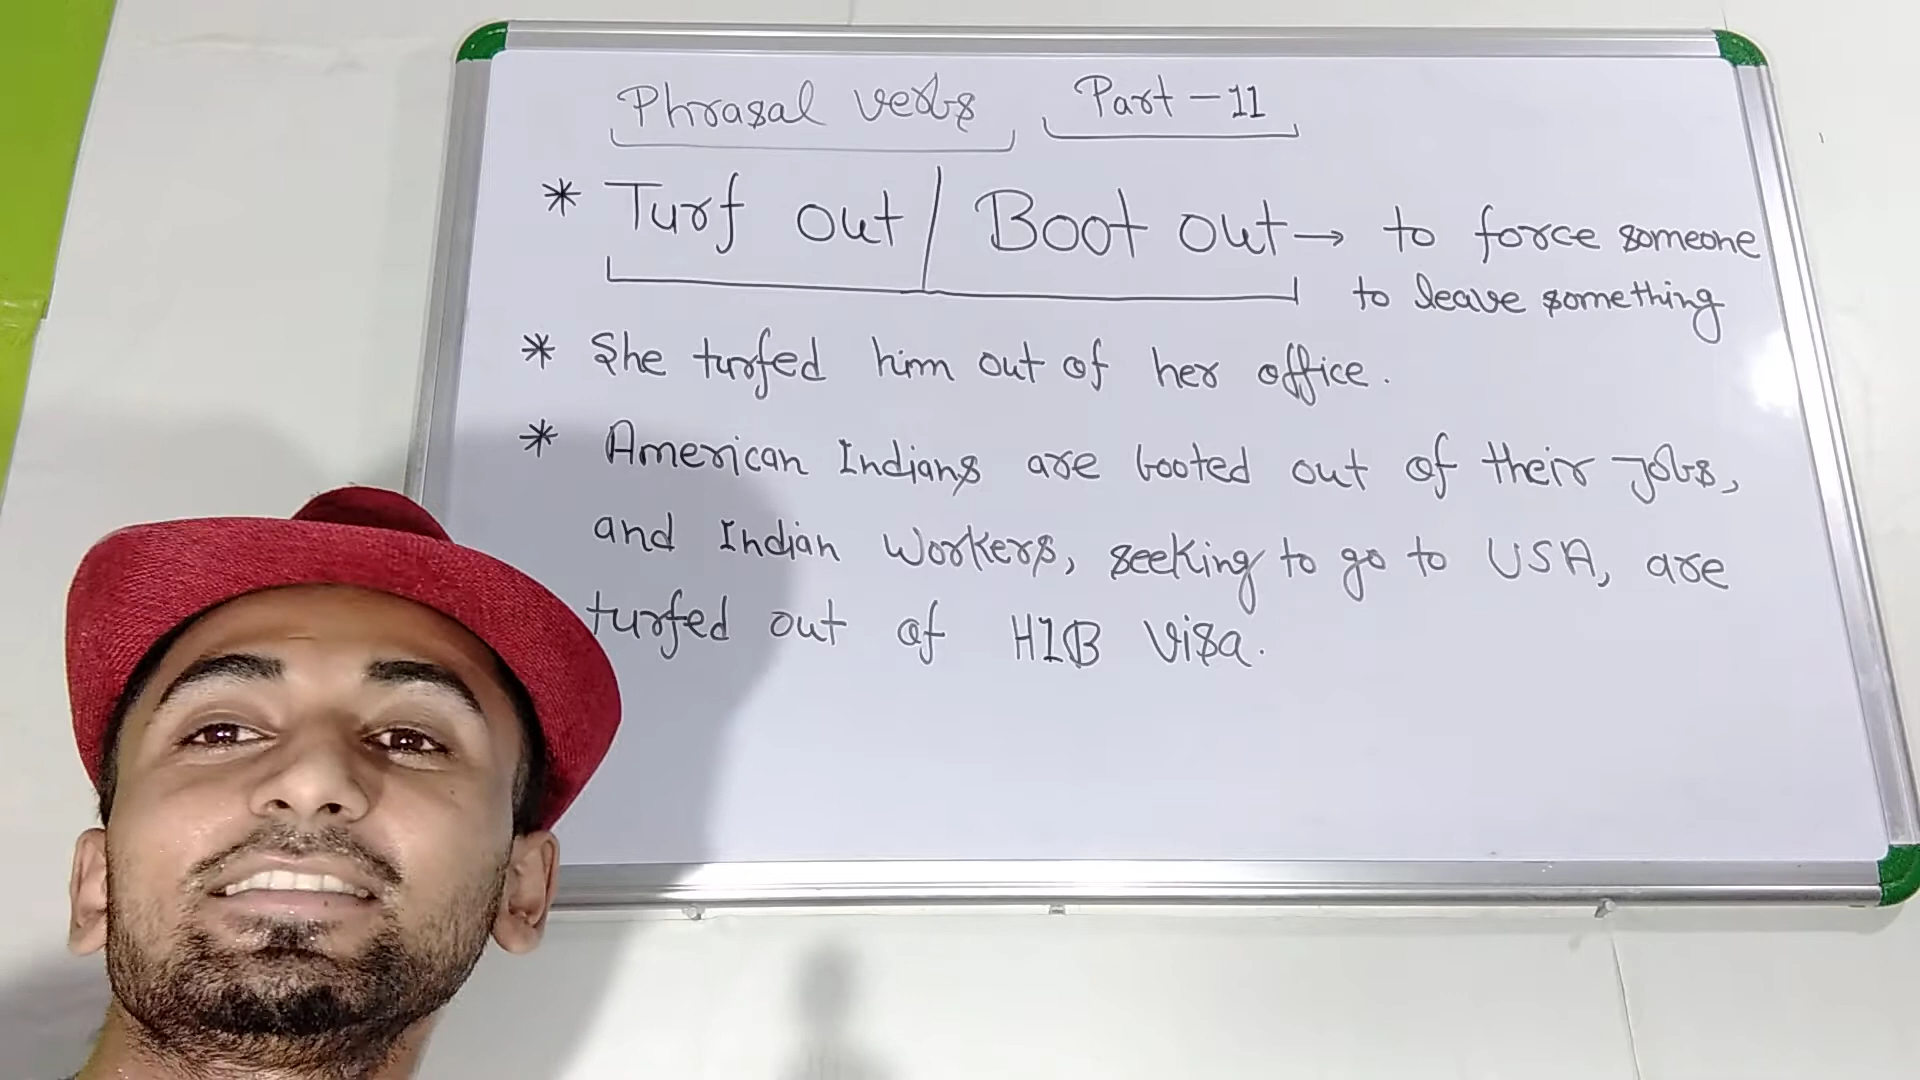 Phrasal verbs Part - 11
* Turf out / Boot out → to force someone
to leave something
* She turfed him out of her office.
* American Indians are booted out of their jobs,
and Indian Workers, seeking to go to USA, are
turfed out of H1B Visa.